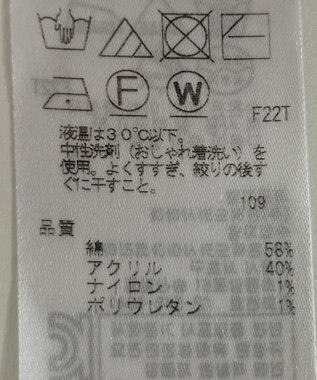 F W
F22T
液温は30℃以下。
中性洗剤（おしゃれ着洗い）を
使用。よくすすぎ、絞りの後す
ぐに干すこと。
109
品質
綿 58%
アクリル 40%
ナイロン 1%
ポリウレタン 1%